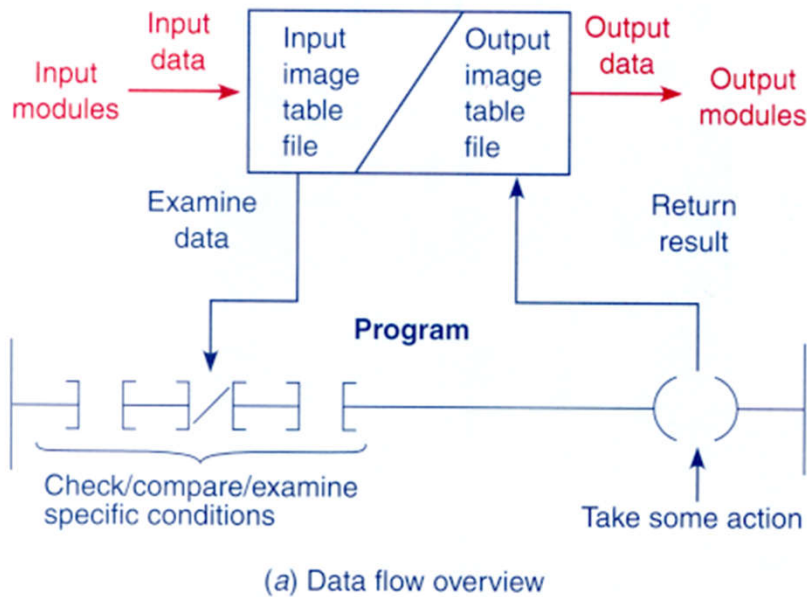 Input
data
Input
modules
Input
image
table
file
Output
image
table
file
Output
data
Output
modules
Examine
data
Return
result
Program
Check/compare/examine
specific conditions
Take some action
(a) Data flow overview